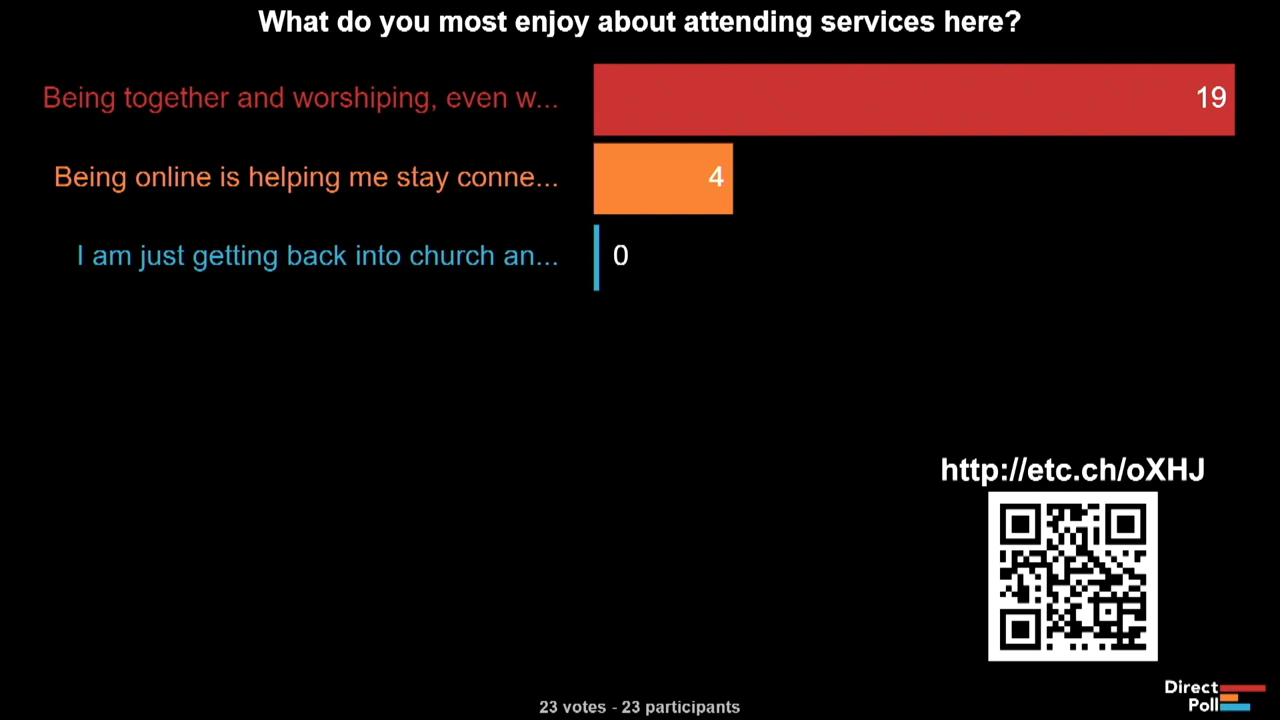 What do you most enjoy about attending services here?
Being together and worshiping, even w... 19
Being online is helping me stay conne... 4
I am just getting back into church an... 0
http://etc.ch/oXHJ
Direct
Poll
23 votes - 23 participants